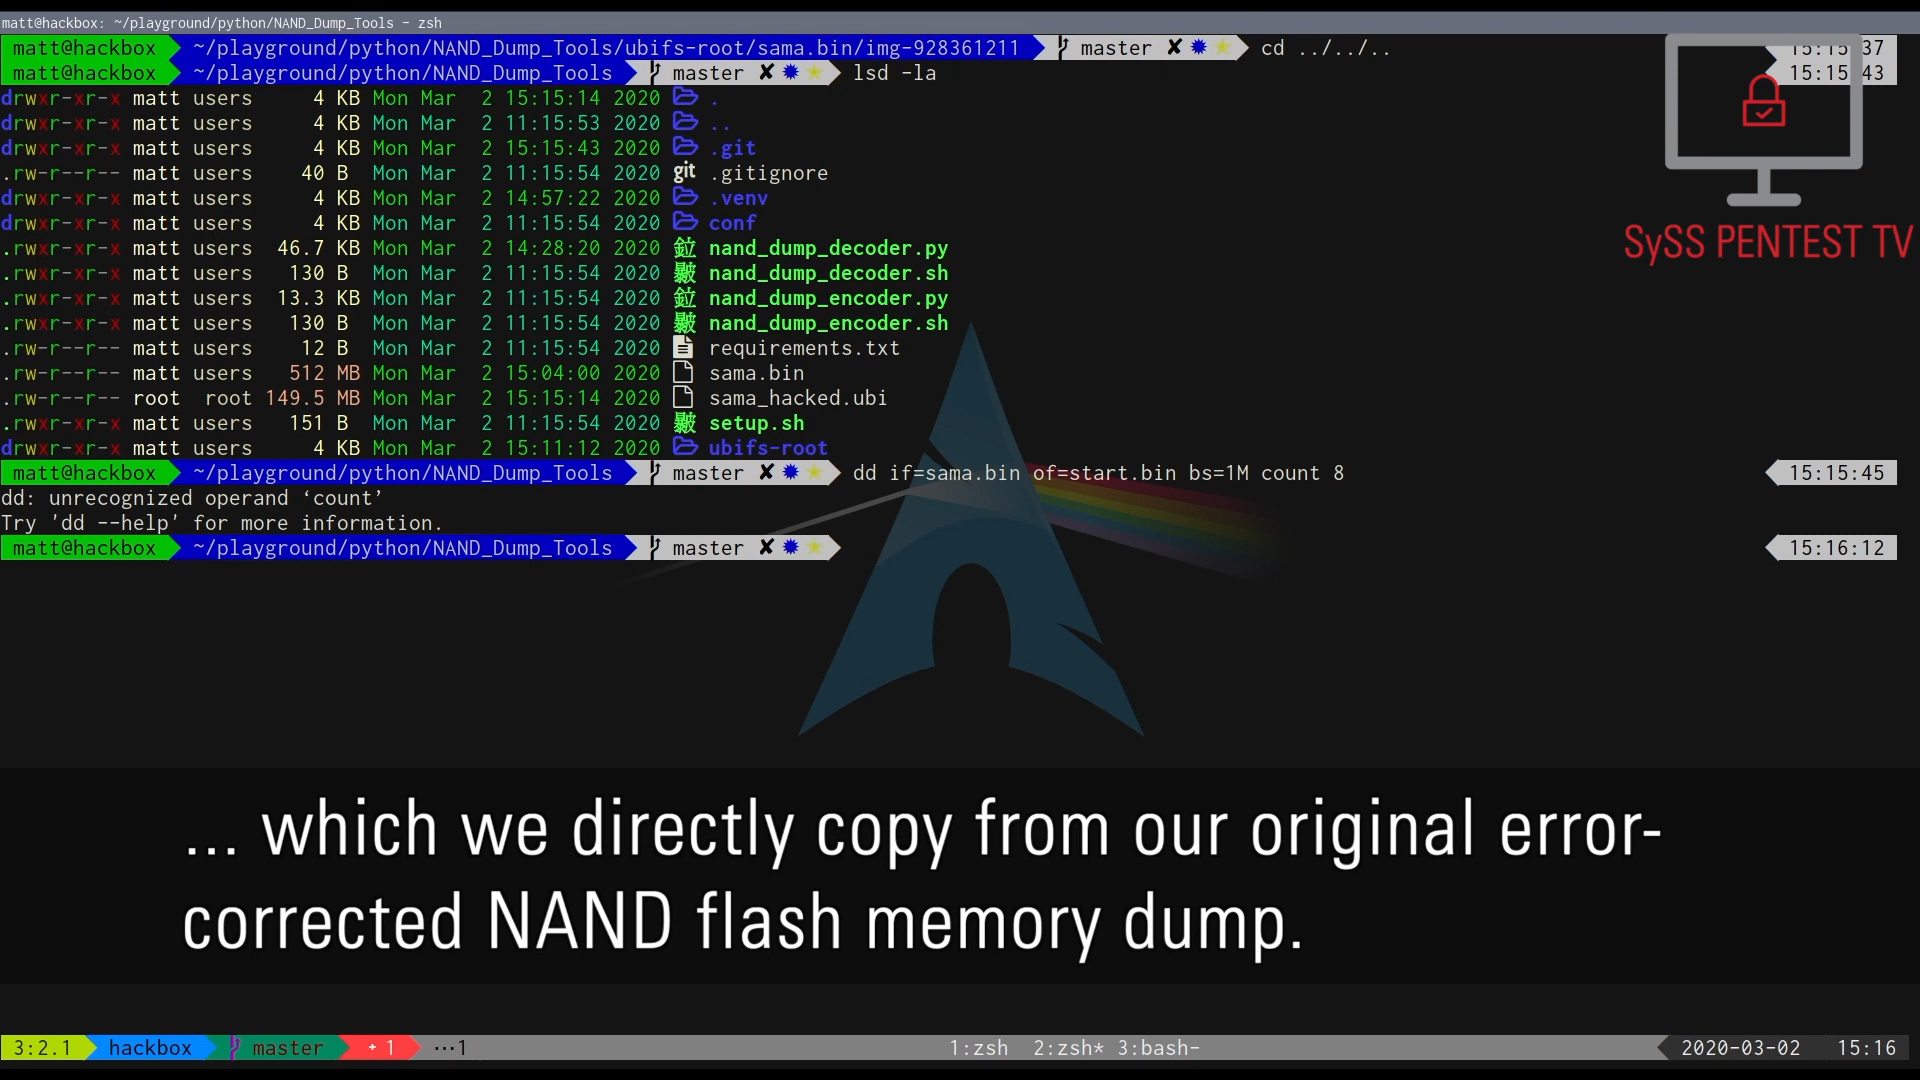 matt@hackbox: ~/playground/python/NAND_Dump_Tools - zsh
matt@hackbox ~/playground/python/NAND_Dump_Tools/ubifs-root/sama.bin/img-928361211 master ✘ ✹ ★ cd ../../.. 15:15:37
matt@hackbox ~/playground/python/NAND_Dump_Tools master ✘ ✹ ★ lsd -la 15:15:43
drwxr-xr-x matt users 4 KB Mon Mar 2 15:15:14 2020 .
drwxr-xr-x matt users 4 KB Mon Mar 2 11:15:53 2020 ..
drwxr-xr-x matt users 4 KB Mon Mar 2 15:15:43 2020 .git
.rw-r--r-- matt users 40 B Mon Mar 2 11:15:54 2020 git .gitignore
drwxr-xr-x matt users 4 KB Mon Mar 2 14:57:22 2020 .venv
drwxr-xr-x matt users 4 KB Mon Mar 2 11:15:54 2020 conf
.rwxr-xr-x matt users 46.7 KB Mon Mar 2 14:28:20 2020 nand_dump_decoder.py
.rwxr-xr-x matt users 130 B Mon Mar 2 11:15:54 2020 nand_dump_decoder.sh
.rwxr-xr-x matt users 13.3 KB Mon Mar 2 11:15:54 2020 nand_dump_encoder.py
.rwxr-xr-x matt users 130 B Mon Mar 2 11:15:54 2020 nand_dump_encoder.sh
.rw-r--r-- matt users 12 B Mon Mar 2 11:15:54 2020 requirements.txt
.rw-r--r-- matt users 512 MB Mon Mar 2 15:04:00 2020 sama.bin
.rw-r--r-- root root 149.5 MB Mon Mar 2 15:15:14 2020 sama_hacked.ubi
.rwxr-xr-x matt users 151 B Mon Mar 2 11:15:54 2020 setup.sh
drwxr-xr-x matt users 4 KB Mon Mar 2 15:11:12 2020 ubifs-root
matt@hackbox ~/playground/python/NAND_Dump_Tools master ✘ ✹ ★ dd if=sama.bin of=start.bin bs=1M count 8 15:15:45
dd: unrecognized operand ‘count’
Try 'dd --help' for more information.
matt@hackbox ~/playground/python/NAND_Dump_Tools master ✘ ✹ ★ 15:16:12
SySS PENTEST TV
... which we directly copy from our original error-
corrected NAND flash memory dump.
3:2.1 hackbox master + 1 ···1 1:zsh 2:zsh* 3:bash- 2020-03-02 15:16